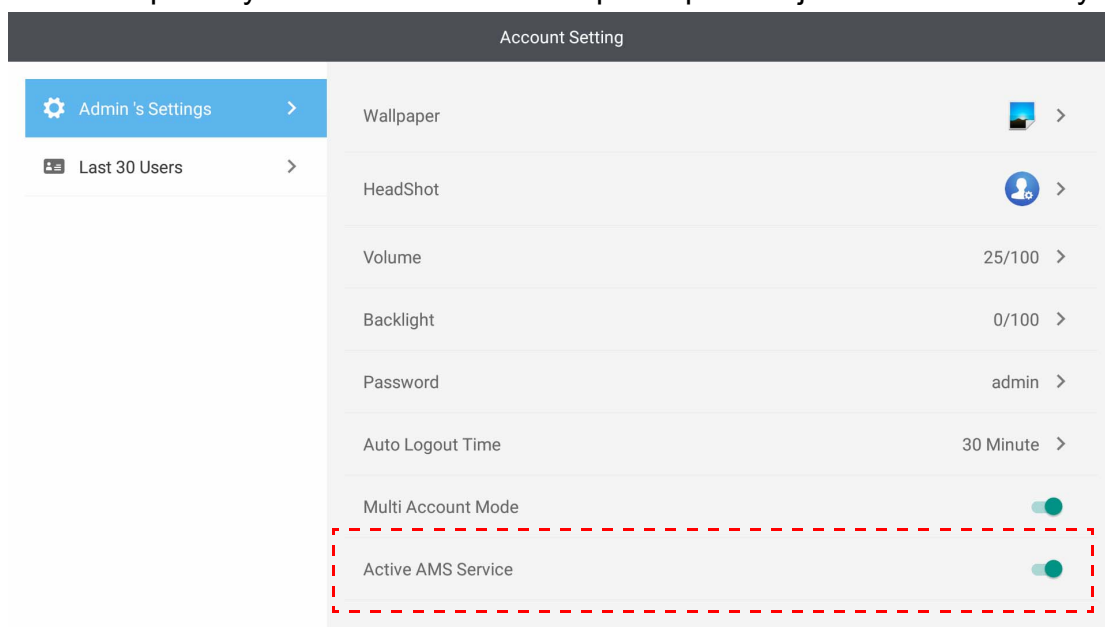 Account Setting
Admin 's Settings
Last 30 Users
Wallpaper
HeadShot
Volume 25/100
Backlight 0/100
Password admin
Auto Logout Time 30 Minute
Multi Account Mode
Active AMS Service